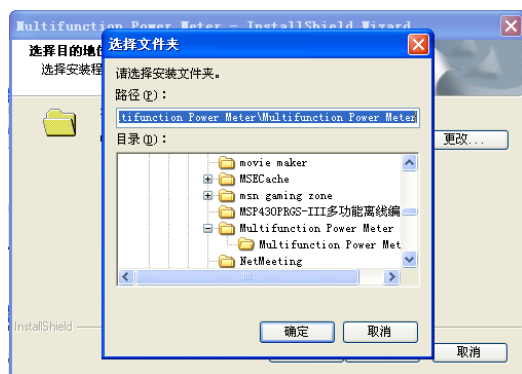 Multifunction Power Meter - InstallShield Wizard
选择目的地
选择安装程
选择文件夹
请选择安装文件夹。
路径(P):
tifunction Power Meter\Multifunction Power Meter
更改...
目录(D):
movie maker
MSECache
msn gaming zone
MSP430PRGS-III多功能离线编
Multifunction Power Meter
Multifunction Power Met
NetMeeting
InstallShield
确定
取消
取消